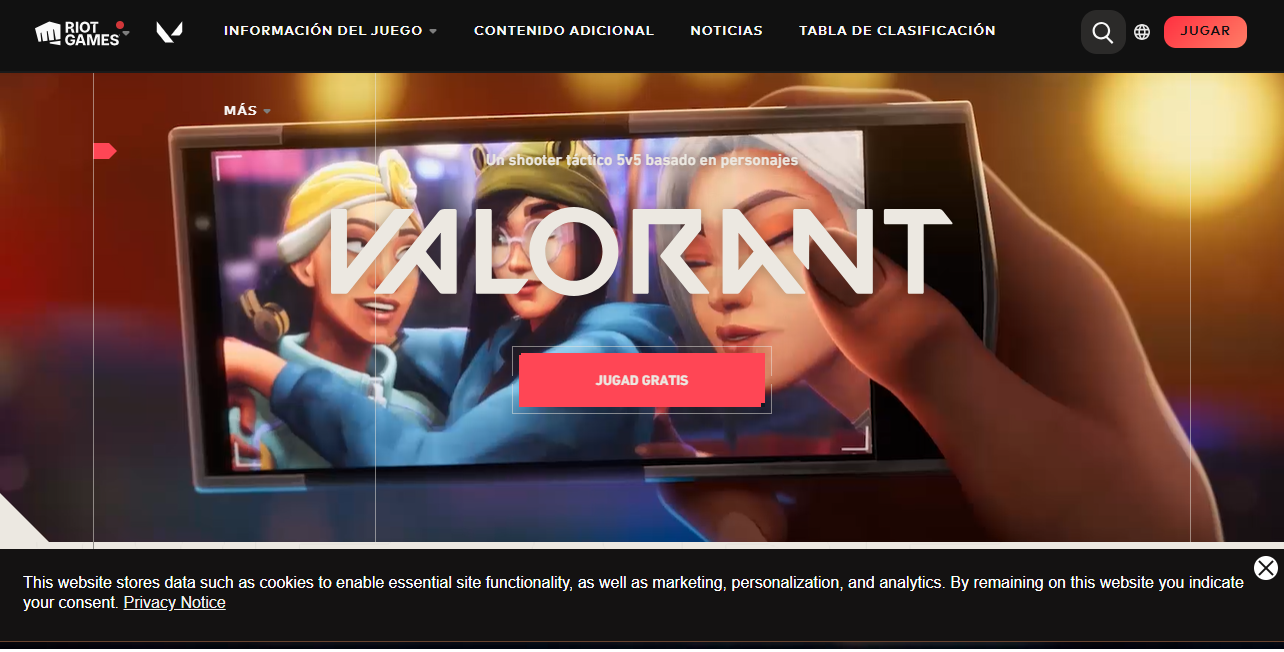 RIOT
GAMES
INFORMACIÓN DEL JUEGO
CONTENIDO ADICIONAL
NOTICIAS
TABLA DE CLASIFICACIÓN
JUGAR
MÁS
Un shooter táctico 5v5 basado en personajes
VALORANT
JUGAD GRATIS
This website stores data such as cookies to enable essential site functionality, as well as marketing, personalization, and analytics. By remaining on this website you indicate
your consent. Privacy Notice